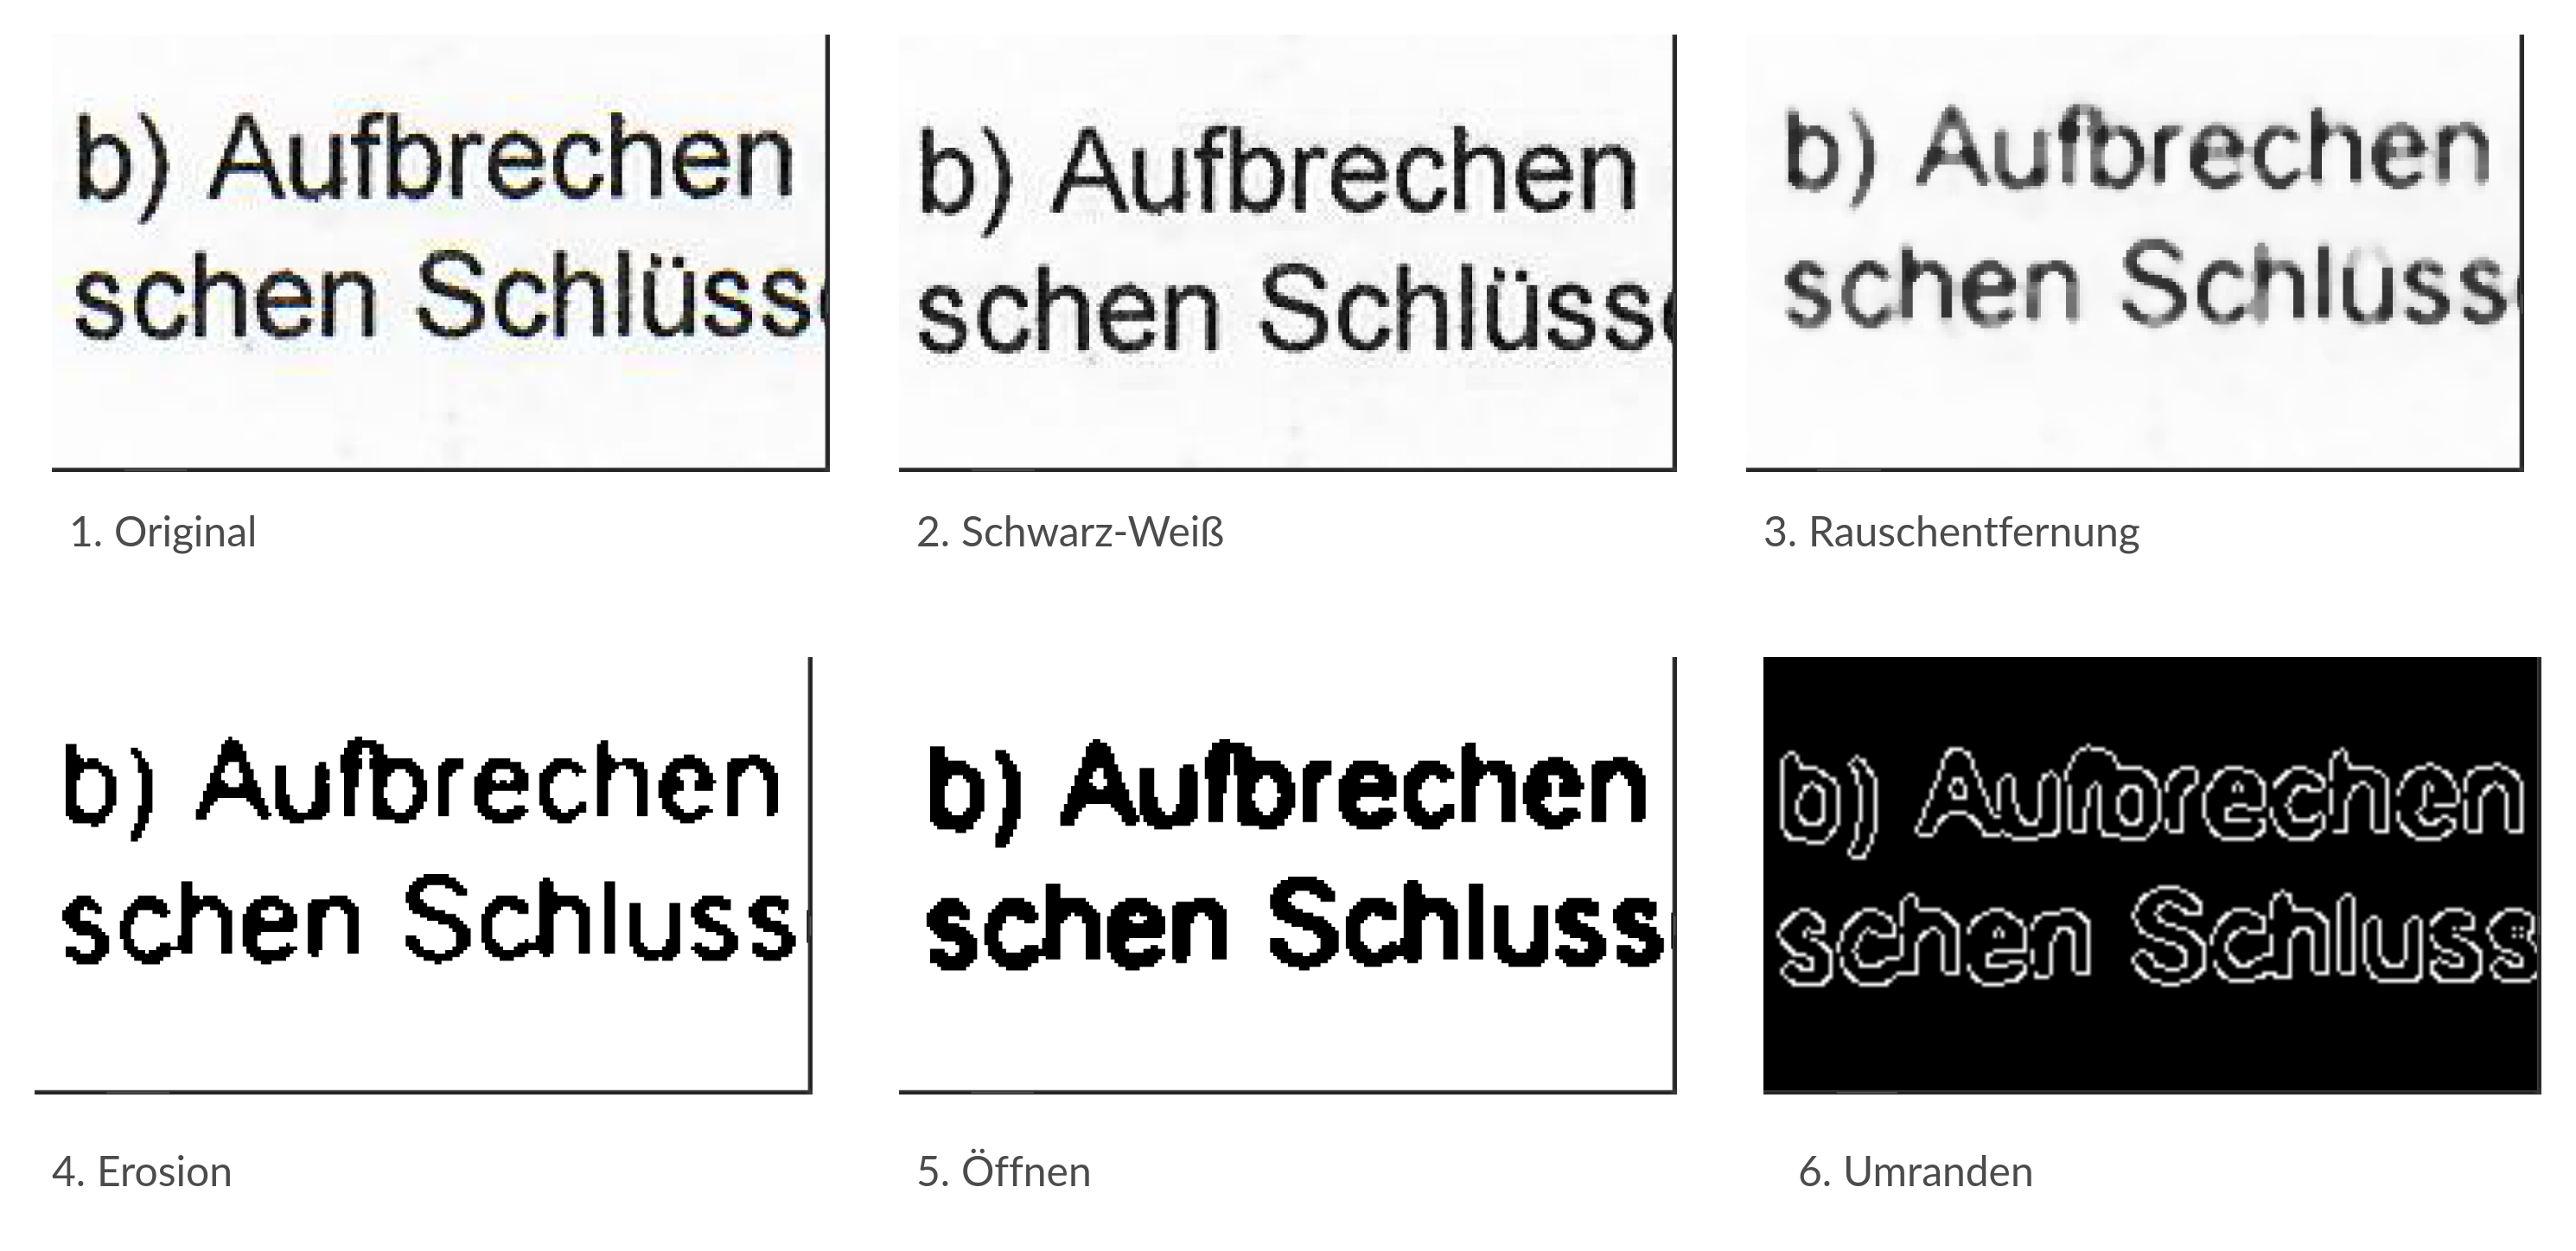 b) Aufbrechen
schen Schlüss
1. Original
b) Aufbrechen
schen Schlüss
2. Schwarz-Weiß
b) Aufbrechen
schen Schlüss
3. Rauschentfernung
b) Aufbrechen
schen Schluss
4. Erosion
b) Aufbrechen
schen Schluss
5. Öffnen
b) Aufbrechen
schen Schluss
6. Umranden